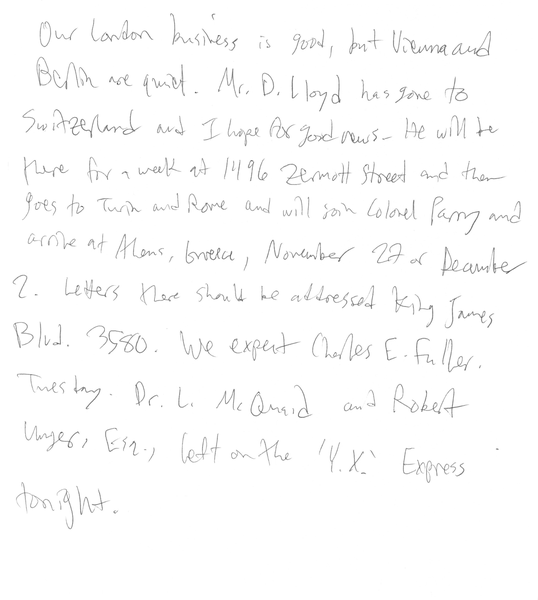 Our London business is good, but Vienna and
Berlin are quiet. Mr. D. Lloyd has gone to
Switzerland and I hope for good news. He will be
there for a week at 1496 Zermott Street and then
goes to Turin and Rome and will join Colonel Parry and
arrive at Athens, Greece, November 27 or December
2. Letters there should be addressed King James
Blvd. 3580. We expect Charles E. Fuller.
Tuesday. Dr. L. McQuaid and Robert
Unger, Esq., left on the 'Y.X.' Express
tonight.